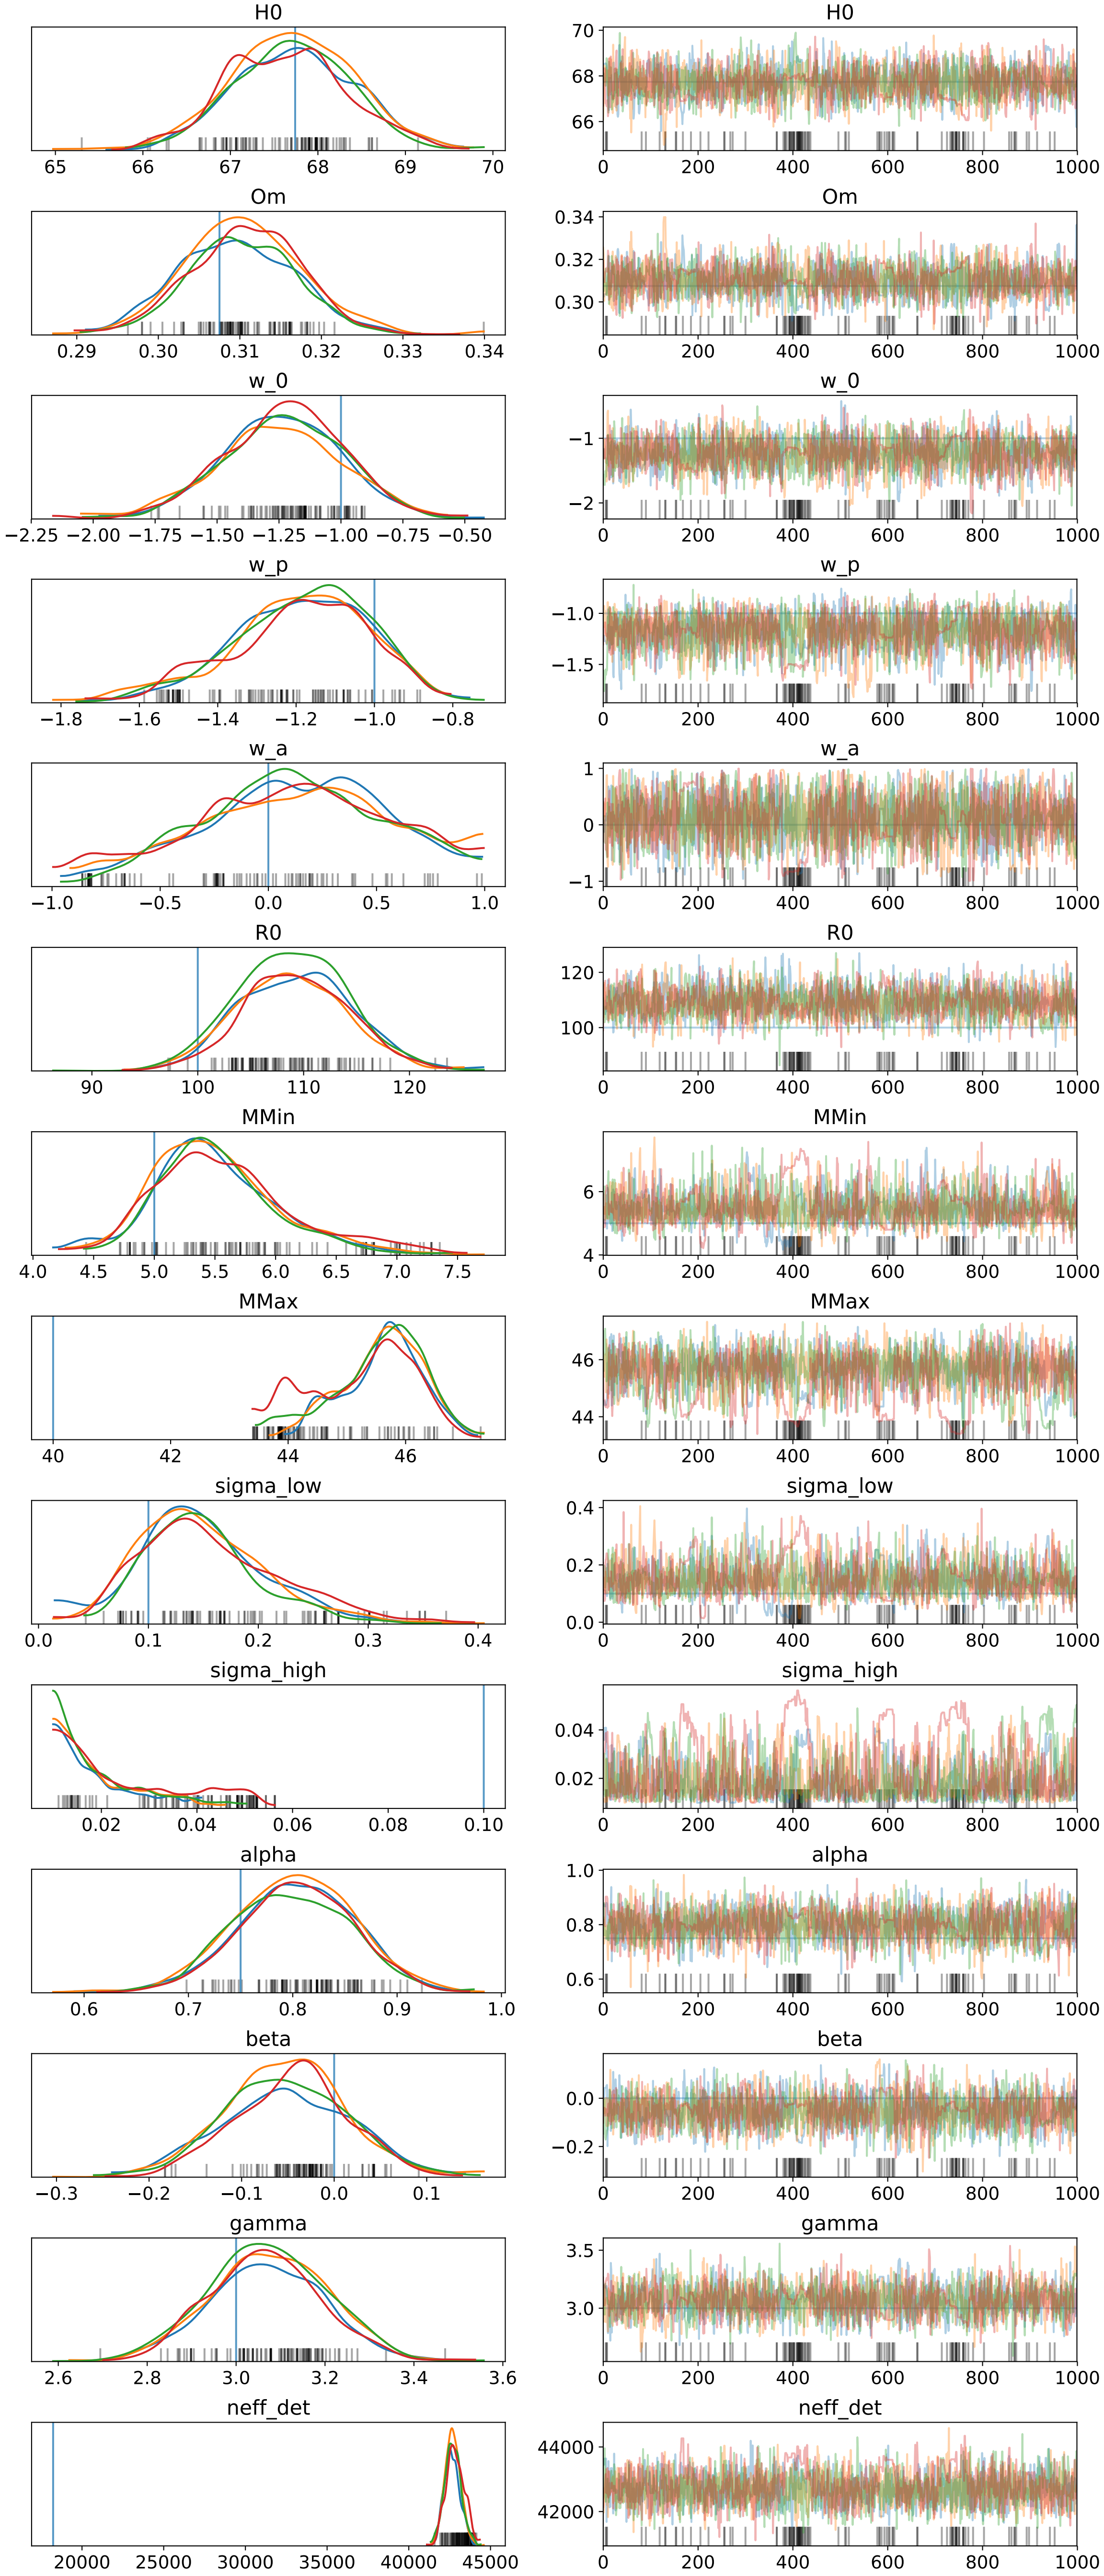 H0 H0
70
68
66
65 66 67 68 69 70 0 200 400 600 800 1000
Om Om
0.34
0.32
0.30
0.29 0.30 0.31 0.32 0.33 0.34 0 200 400 600 800 1000
w_0 w_0
−1
−2
−2.25 −2.00 −1.75 −1.50 −1.25 −1.00 −0.75 −0.50 0 200 400 600 800 1000
w_p w_p
−1.0
−1.5
−1.8 −1.6 −1.4 −1.2 −1.0 −0.8 0 200 400 600 800 1000
w_a w_a
1
0
−1
−1.0 −0.5 0.0 0.5 1.0 0 200 400 600 800 1000
R0 R0
120
100
90 100 110 120 0 200 400 600 800 1000
MMin MMin
6
4
4.0 4.5 5.0 5.5 6.0 6.5 7.0 7.5 0 200 400 600 800 1000
MMax MMax
46
44
40 42 44 46 0 200 400 600 800 1000
sigma_low sigma_low
0.4
0.2
0.0
0.0 0.1 0.2 0.3 0.4 0 200 400 600 800 1000
sigma_high sigma_high
0.04
0.02
0.02 0.04 0.06 0.08 0.10 0 200 400 600 800 1000
alpha alpha
1.0
0.8
0.6
0.6 0.7 0.8 0.9 1.0 0 200 400 600 800 1000
beta beta
0.0
−0.2
−0.3 −0.2 −0.1 0.0 0.1 0 200 400 600 800 1000
gamma gamma
3.5
3.0
2.6 2.8 3.0 3.2 3.4 3.6 0 200 400 600 800 1000
neff_det neff_det
44000
42000
20000 25000 30000 35000 40000 45000 0 200 400 600 800 1000